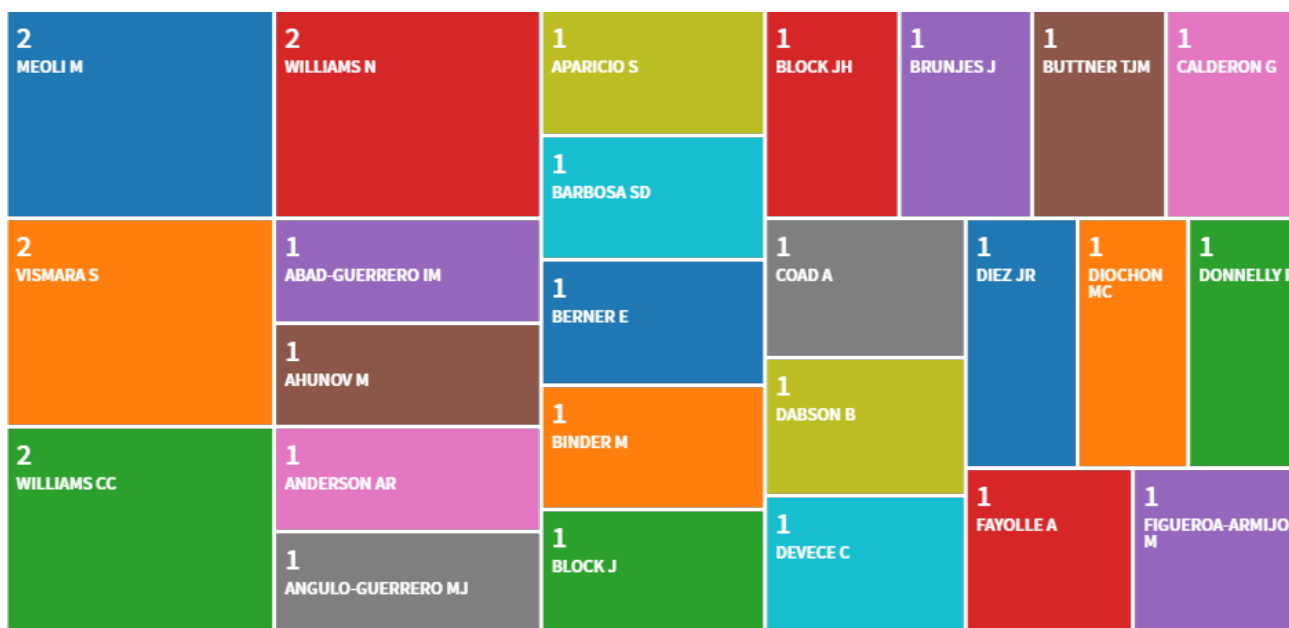 2
MEOLI M
2
VISMARA S
2
WILLIAMS CC
2
WILLIAMS N
1
ABAD-GUERRERO IM
1
AHUNOV M
1
ANDERSON AR
1
ANGULO-GUERRERO MJ
1
APARICIO S
1
BARBOSA SD
1
BERNER E
1
BINDER M
1
BLOCK J
1
BLOCK JH
1
BRUNJES J
1
BUTTNER TJM
1
CALDERON G
1
COAD A
1
DABSON B
1
DEVECE C
1
DIEZ JR
1
DIOCHON
MC
1
DONNELLY
1
FAYOLLE A
1
FIGUEROA-ARMIJO
M